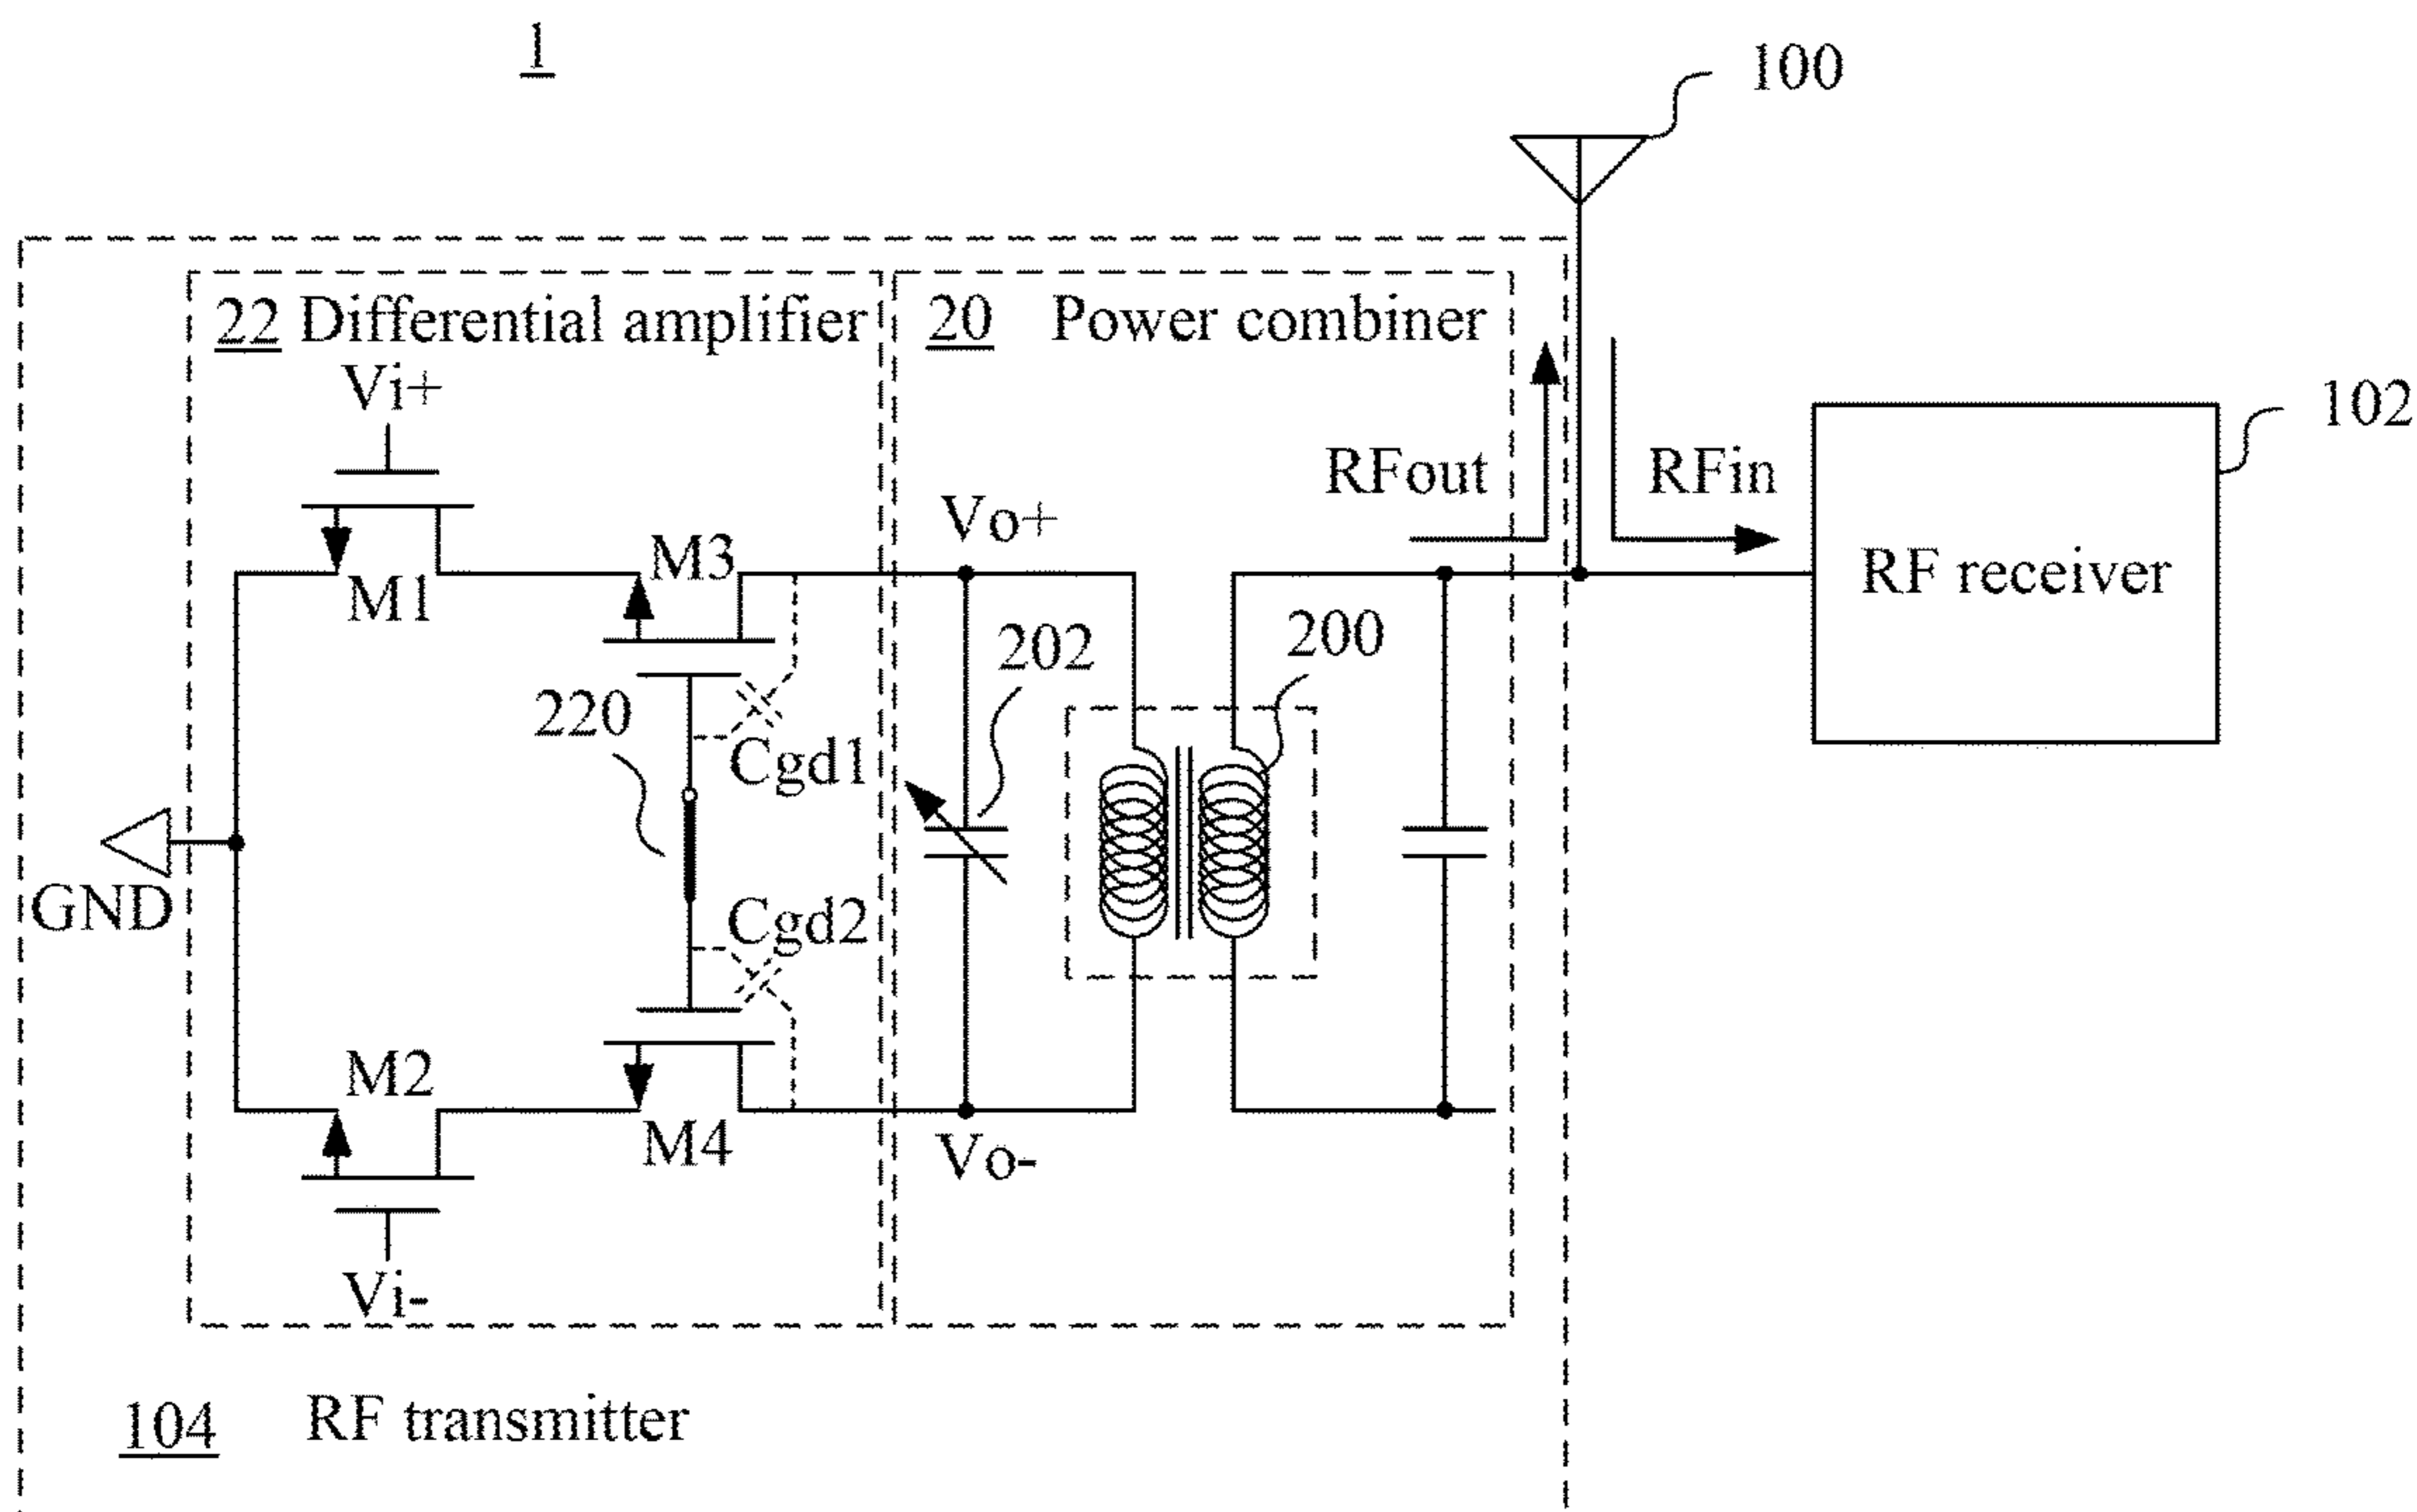 1
100
22 Differential amplifier
20 Power combiner
Vi+
102
RFout
RFin
Vo+
M3
M1
RF receiver
202
200
220
Cgd1
GND
Cgd2
M2
M4
Vo-
Vi-
104 RF transmitter